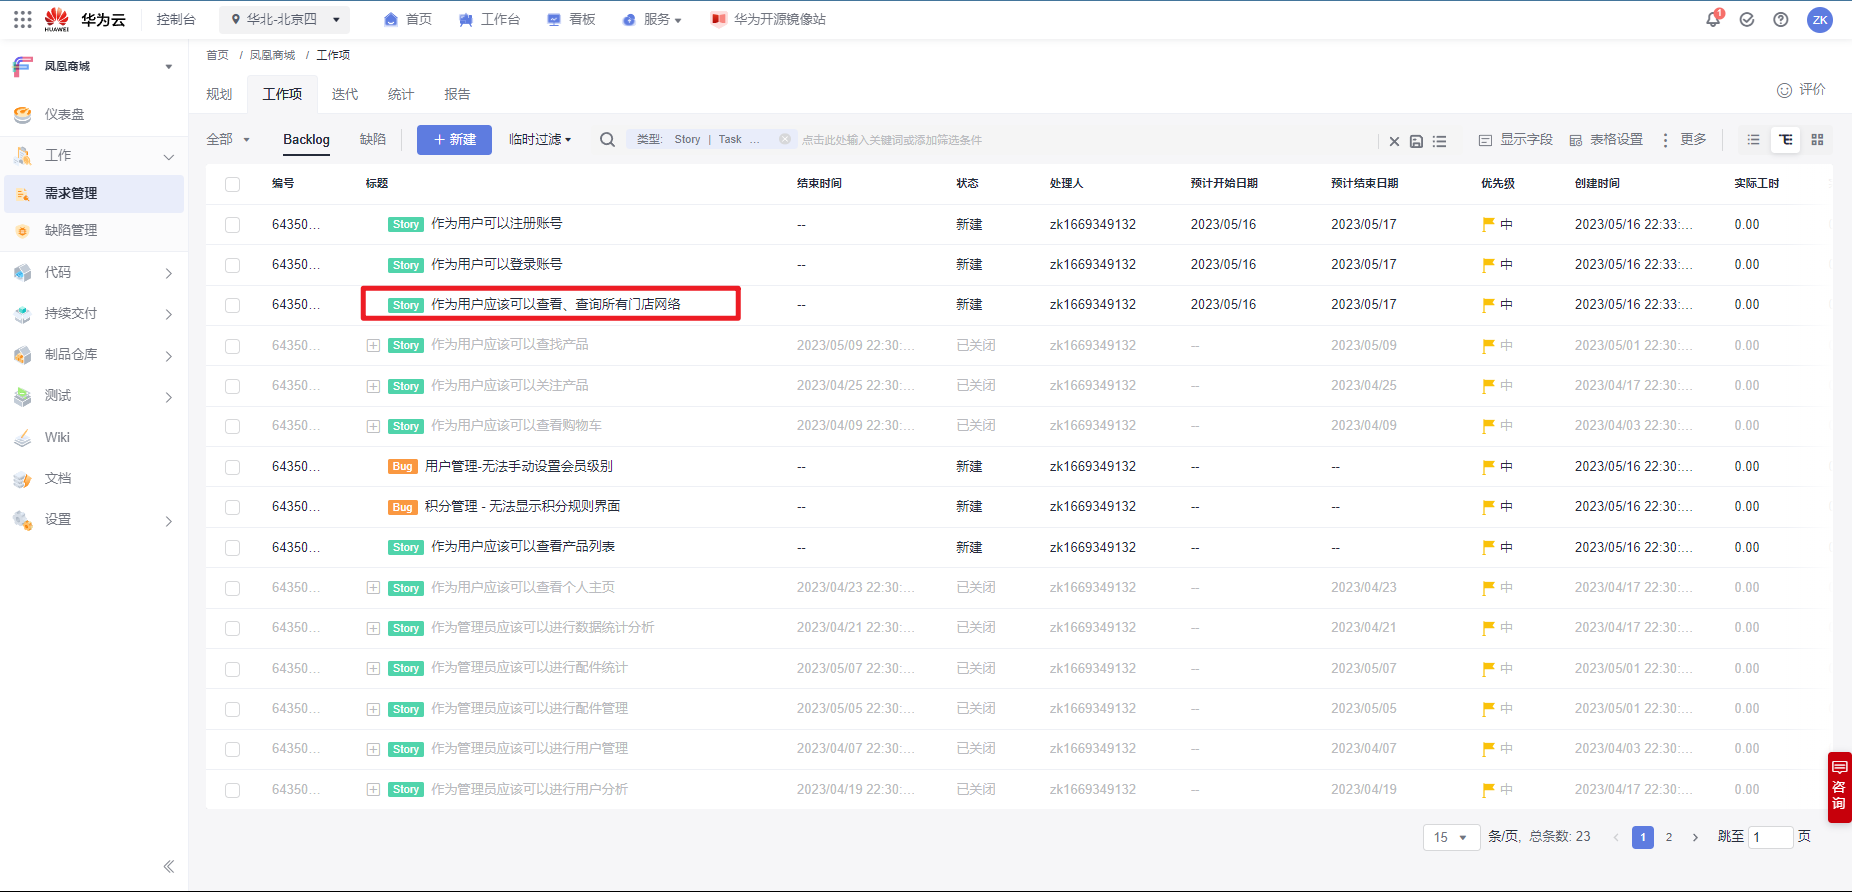 HUAWEI 华为云 控制台 华北-北京四 首页 工作台 看板 服务 华为开源镜像站 1 ZK
凤凰商城
仪表盘
工作
需求管理
缺陷管理
代码
持续交付
制品仓库
测试
Wiki
文档
设置
首页 / 凤凰商城 / 工作项
规划 工作项 迭代 统计 报告 评价
全部 Backlog 缺陷 + 新建 临时过滤 类型: Story | Task ... 点击此处输入关键词或添加筛选条件 显示字段 表格设置 更多
编号 标题 结束时间 状态 处理人 预计开始日期 预计结束日期 优先级 创建时间 实际工时
64350... Story 作为用户可以注册账号 -- 新建 zk1669349132 2023/05/16 2023/05/17 中 2023/05/16 22:33:... 0.00
64350... Story 作为用户可以登录账号 -- 新建 zk1669349132 2023/05/16 2023/05/17 中 2023/05/16 22:33:... 0.00
64350... Story 作为用户应该可以查看、查询所有门店网络 -- 新建 zk1669349132 2023/05/16 2023/05/17 中 2023/05/16 22:33:... 0.00
64350... Story 作为用户应该可以查找产品 2023/05/09 22:30:... 已关闭 zk1669349132 -- 2023/05/09 中 2023/05/01 22:30:... 0.00
64350... Story 作为用户应该可以关注产品 2023/04/25 22:30:... 已关闭 zk1669349132 -- 2023/04/25 中 2023/04/17 22:30:... 0.00
64350... Story 作为用户应该可以查看购物车 2023/04/09 22:30:... 已关闭 zk1669349132 -- 2023/04/09 中 2023/04/03 22:30:... 0.00
64350... Bug 用户管理-无法手动设置会员级别 -- 新建 zk1669349132 -- -- 中 2023/05/16 22:30:... 0.00
64350... Bug 积分管理 - 无法显示积分规则界面 -- 新建 zk1669349132 -- -- 中 2023/05/16 22:30:... 0.00
64350... Story 作为用户应该可以查看产品列表 -- 新建 zk1669349132 -- -- 中 2023/05/16 22:30:... 0.00
64350... Story 作为用户应该可以查看个人主页 2023/04/23 22:30:... 已关闭 zk1669349132 -- 2023/04/23 中 2023/04/17 22:30:... 0.00
64350... Story 作为管理员应该可以进行数据统计分析 2023/04/21 22:30:... 已关闭 zk1669349132 -- 2023/04/21 中 2023/04/17 22:30:... 0.00
64350... Story 作为管理员应该可以进行配件统计 2023/05/07 22:30:... 已关闭 zk1669349132 -- 2023/05/07 中 2023/05/01 22:30:... 0.00
64350... Story 作为管理员应该可以进行配件管理 2023/05/05 22:30:... 已关闭 zk1669349132 -- 2023/05/05 中 2023/05/01 22:30:... 0.00
64350... Story 作为管理员应该可以进行用户管理 2023/04/07 22:30:... 已关闭 zk1669349132 -- 2023/04/07 中 2023/04/03 22:30:... 0.00
64350... Story 作为管理员应该可以进行用户分析 2023/04/19 22:30:... 已关闭 zk1669349132 -- 2023/04/19 中 2023/04/17 22:30:... 0.00
咨询
15 条/页, 总条数: 23 1 2 跳至 1 页